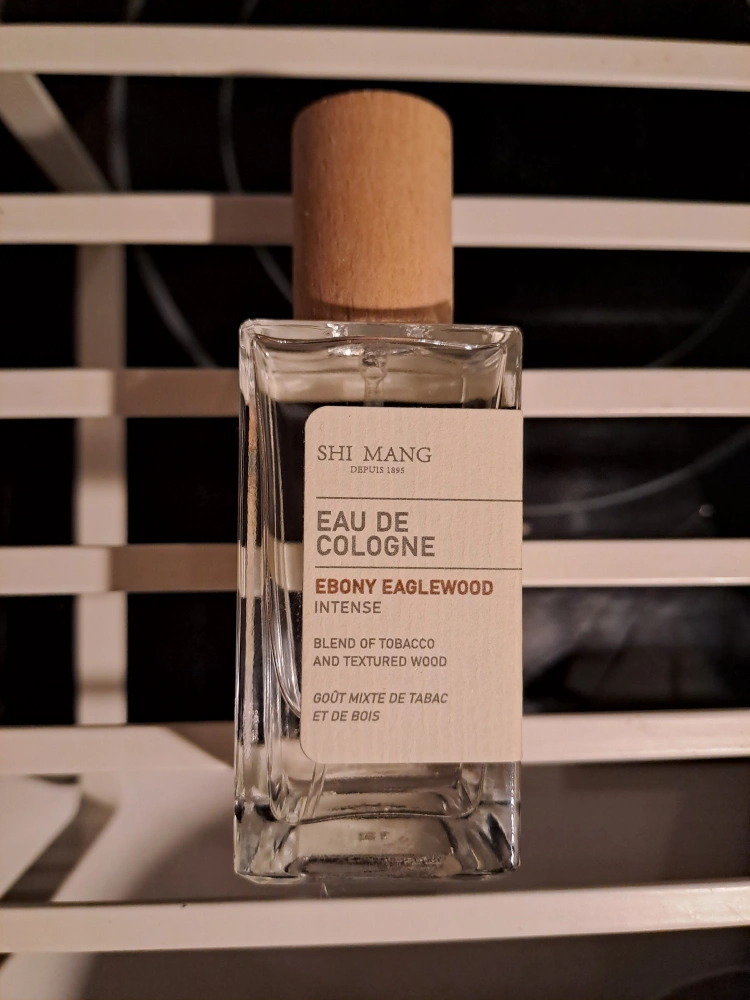 SHI MANG
DEPUIS 1895
EAU DE
COLOGNE
EBONY EAGLEWOOD
INTENSE
BLEND OF TOBACCO
AND TEXTURED WOOD
GOÛT MIXTE DE TABAC
ET DE BOIS